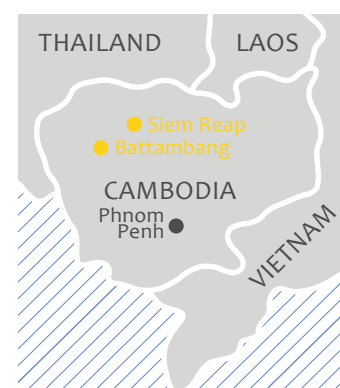 THAILAND
LAOS
Siem Reap
Battambang
CAMBODIA
Phnom
Penh
VIETNAM